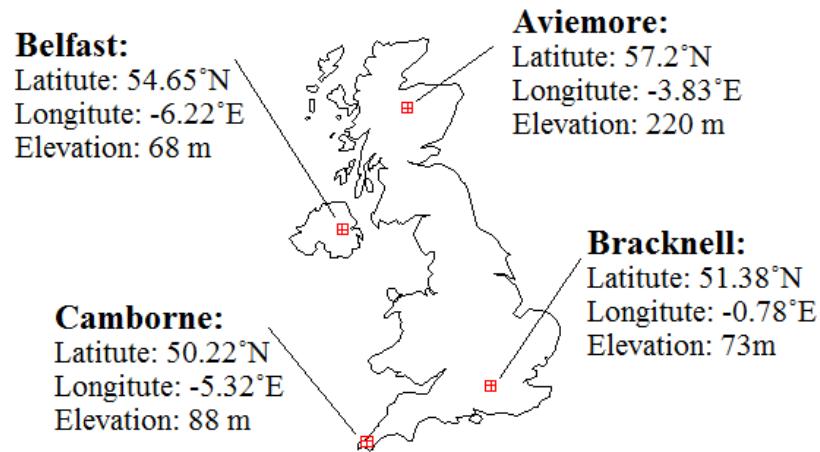 Belfast:
Latitute: 54.65˚N
Longitute: -6.22˚E
Elevation: 68 m
Aviemore:
Latitute: 57.2˚N
Longitute: -3.83˚E
Elevation: 220 m
Bracknell:
Latitute: 51.38˚N
Longitute: -0.78˚E
Elevation: 73m
Camborne:
Latitute: 50.22˚N
Longitute: -5.32˚E
Elevation: 88 m